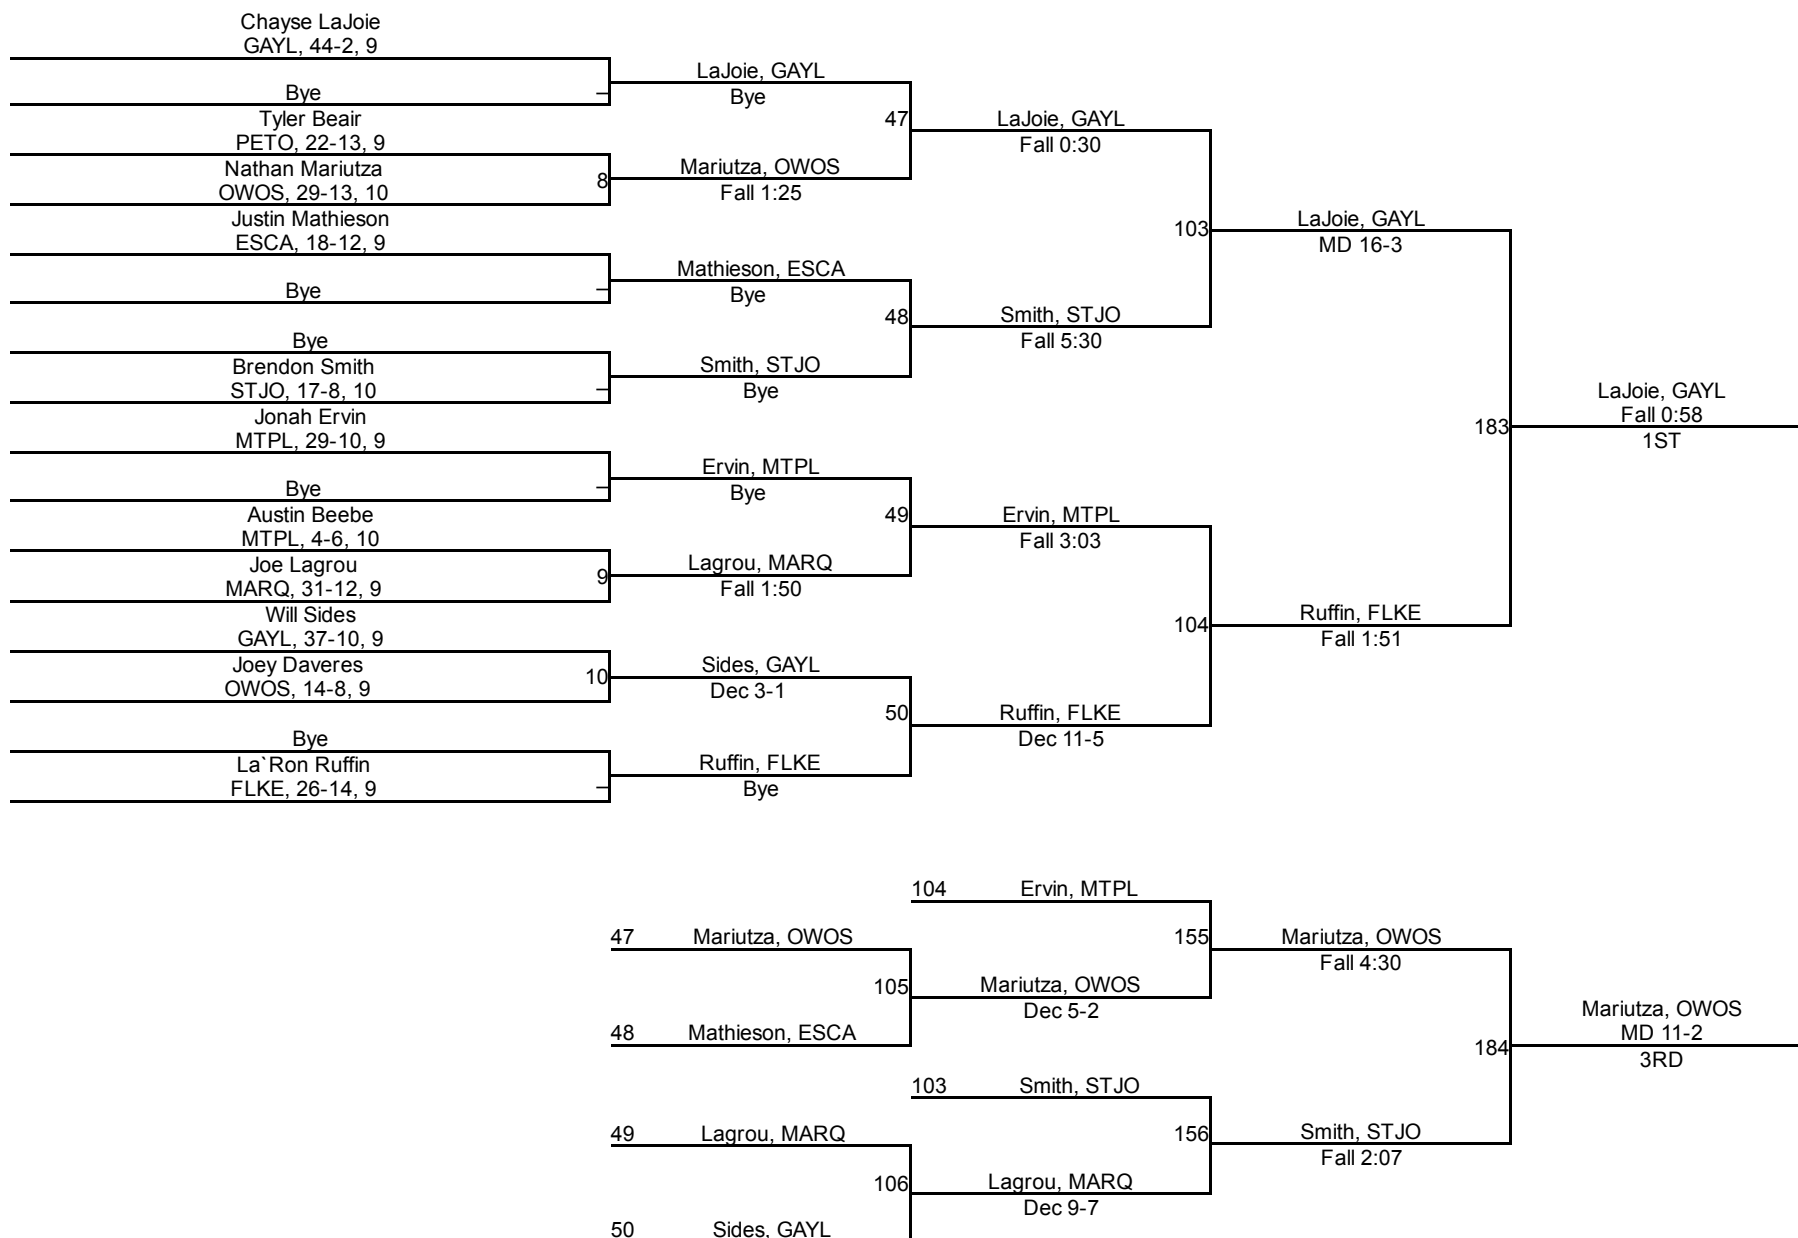 Chayse LaJoie
GAYL, 44-2, 9
Bye
–
Tyler Beair
PETO, 22-13, 9
Nathan Mariutza
OWOS, 29-13, 10
8
Justin Mathieson
ESCA, 18-12, 9
Bye
–
Bye
Brendon Smith
STJO, 17-8, 10
–
Jonah Ervin
MTPL, 29-10, 9
Bye
–
Austin Beebe
MTPL, 4-6, 10
Joe Lagrou
MARQ, 31-12, 9
9
Will Sides
GAYL, 37-10, 9
Joey Daveres
OWOS, 14-8, 9
10
Bye
La`Ron Ruffin
FLKE, 26-14, 9
–
LaJoie, GAYL
Bye
47
Mariutza, OWOS
Fall 1:25
Mathieson, ESCA
Bye
48
Smith, STJO
Bye
Ervin, MTPL
Bye
49
Lagrou, MARQ
Fall 1:50
Sides, GAYL
Dec 3-1
50
Ruffin, FLKE
Bye
LaJoie, GAYL
Fall 0:30
103
Smith, STJO
Fall 5:30
Ervin, MTPL
Fall 3:03
104
Ruffin, FLKE
Dec 11-5
LaJoie, GAYL
MD 16-3
183
Ruffin, FLKE
Fall 1:51
LaJoie, GAYL
Fall 0:58
1ST
104 Ervin, MTPL
47 Mariutza, OWOS
155
Mariutza, OWOS
Fall 4:30
105
Mariutza, OWOS
Dec 5-2
48 Mathieson, ESCA
184
Mariutza, OWOS
MD 11-2
3RD
103 Smith, STJO
49 Lagrou, MARQ
156
Smith, STJO
Fall 2:07
106
Lagrou, MARQ
Dec 9-7
50 Sides, GAYL